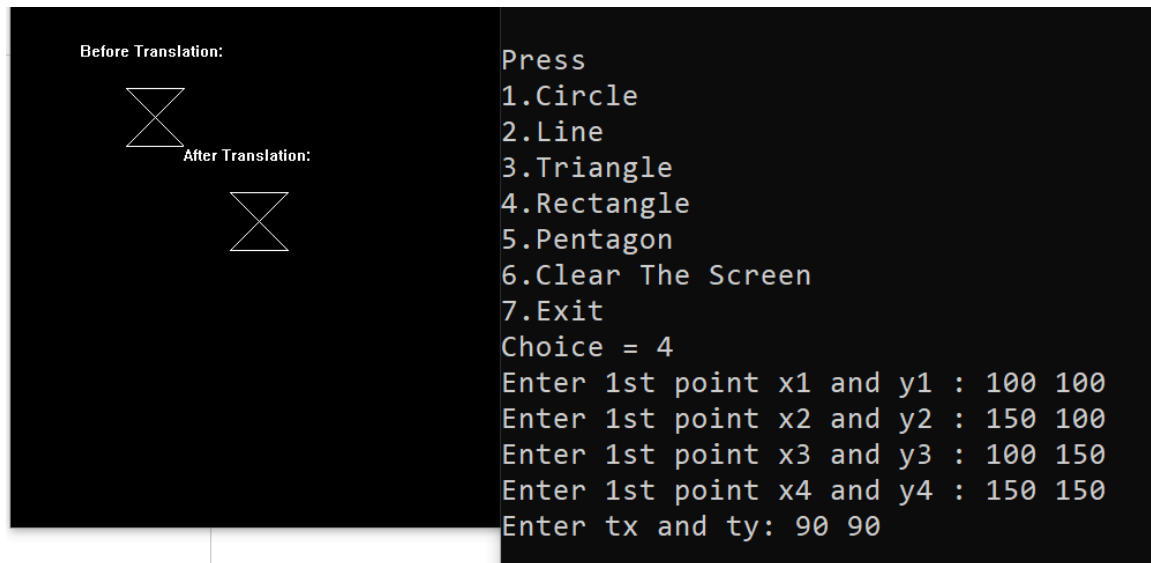 Before Translation:
After Translation:
Press
1.Circle
2.Line
3.Triangle
4.Rectangle
5.Pentagon
6.Clear The Screen
7.Exit
Choice = 4
Enter 1st point x1 and y1 : 100 100
Enter 1st point x2 and y2 : 150 100
Enter 1st point x3 and y3 : 100 150
Enter 1st point x4 and y4 : 150 150
Enter tx and ty: 90 90